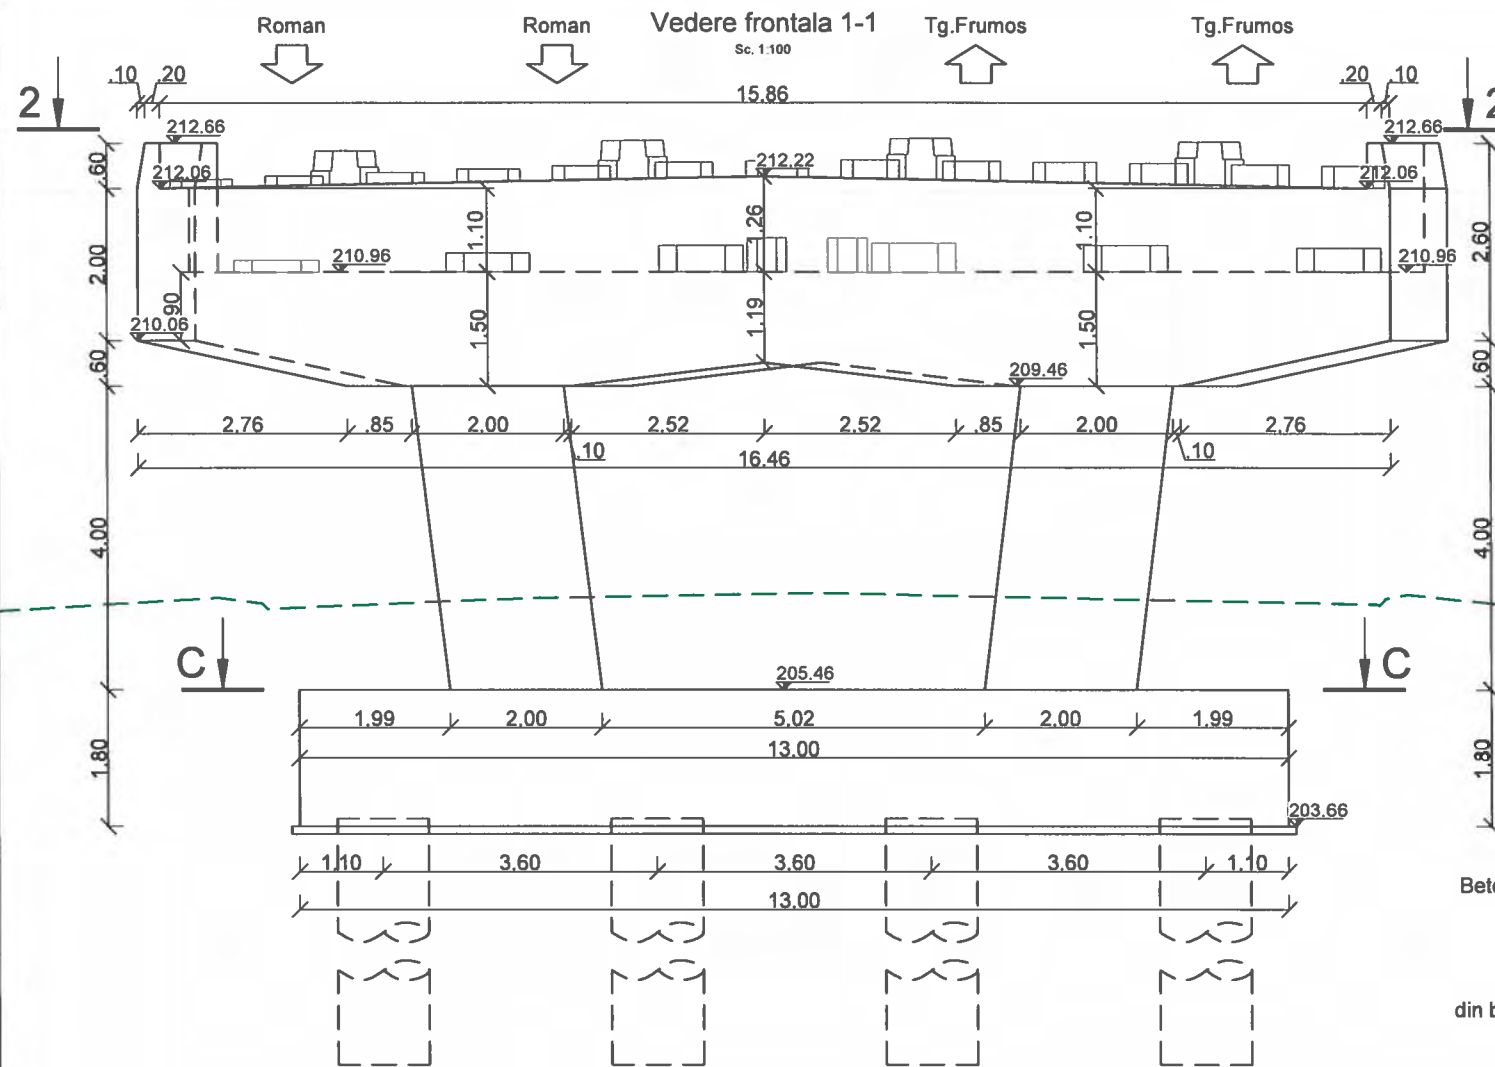 Roman Roman Vedere frontala 1-1 Tg.Frumos Tg.Frumos
Sc. 1:100
.10 .20 15.86 .20 .10
2 2
212.66 212.66
.60
212.06 212.22 212.06
2.00 1.10 1.26 1.10 2.60
210.96 210.96
.90 1.50 1.19 1.50
210.06
.60 209.46 .60
2.76 .85 2.00 2.52 2.52 .85 2.00 2.76
.10 .10
16.46
4.00 4.00
C C
205.46
1.99 2.00 5.02 2.00 1.99
13.00
1.80 1.80
203.66
1.10 3.60 3.60 3.60 1.10
13.00
din b